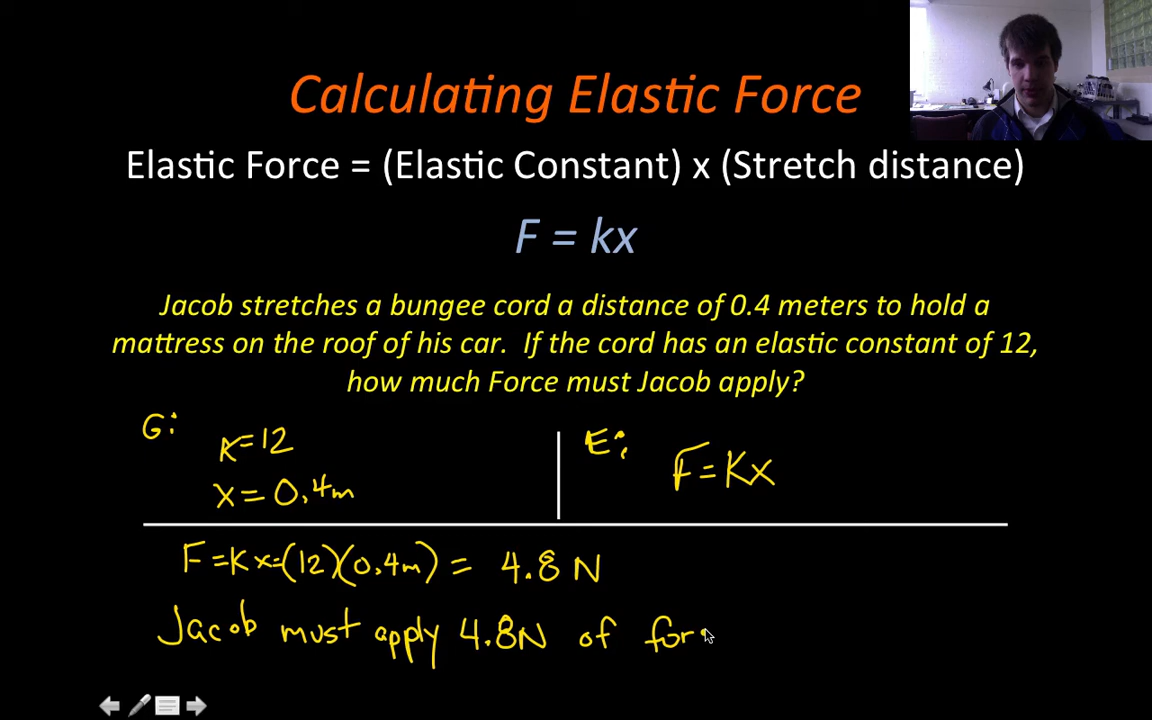 Calculating Elastic Force
Elastic Force = (Elastic Constant) x (Stretch distance)
F = kx
Jacob stretches a bungee cord a distance of 0.4 meters to hold a
mattress on the roof of his car. If the cord has an elastic constant of 12,
how much Force must Jacob apply?
G:
K=12
x=0.4m
E:
F=Kx
F=Kx=(12)(0.4m) = 4.8 N
Jacob must apply 4.8N of for